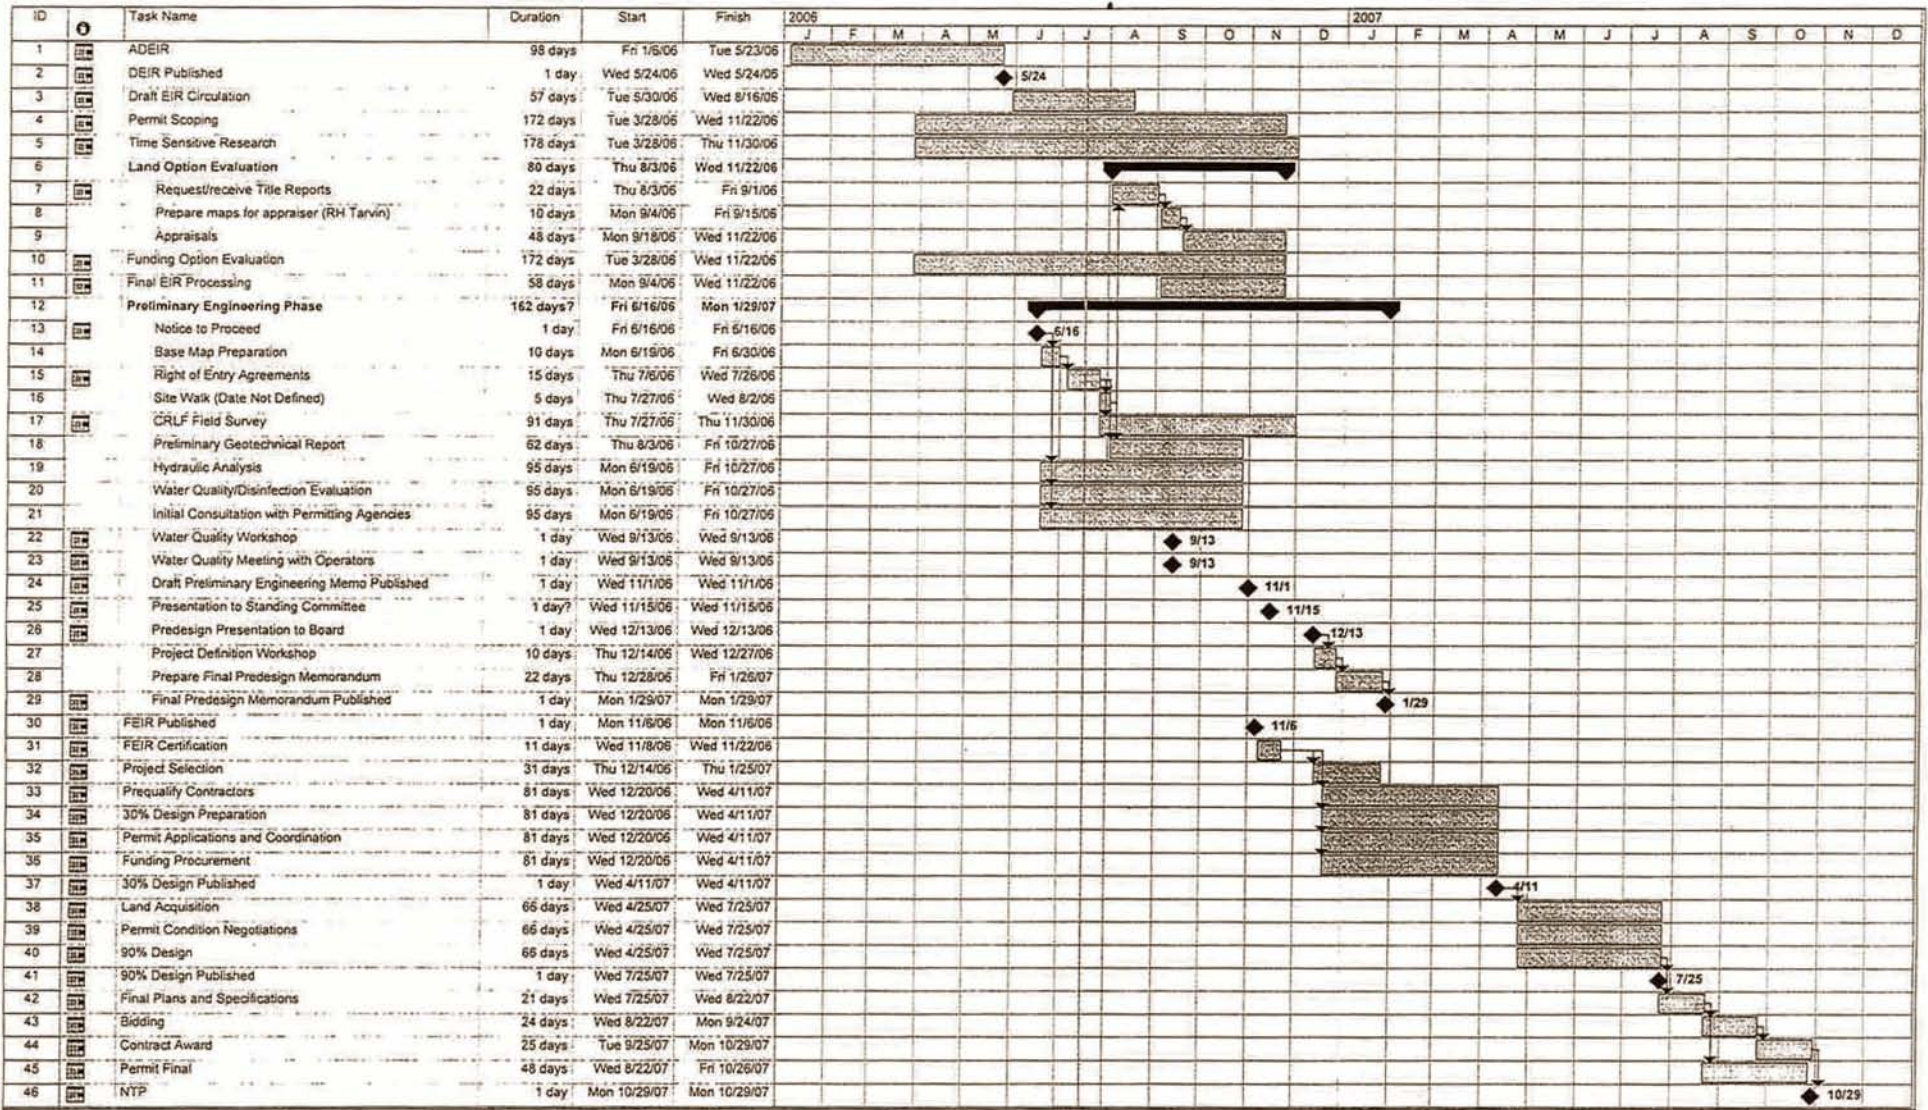 ID Task Name Duration Start Finish 2006 2007
J F M A M J J A S O N D J F M A M J J A S O N D
1 ADEIR 98 days Fri 1/6/06 Tue 5/23/06
2 DEIR Published 1 day Wed 5/24/06 Wed 5/24/06 5/24
3 Draft EIR Circulation 57 days Tue 5/30/06 Wed 8/16/06
4 Permit Scoping 172 days Tue 3/28/06 Wed 11/22/06
5 Time Sensitive Research 178 days Tue 3/28/06 Thu 11/30/06
6 Land Option Evaluation 80 days Thu 8/3/06 Wed 11/22/06
7 Request/receive Title Reports 22 days Thu 8/3/06 Fri 9/1/06
8 Prepare maps for appraiser (RH Tarvin) 10 days Mon 9/4/06 Fri 9/15/06
9 Appraisals 48 days Mon 9/18/06 Wed 11/22/06
10 Funding Option Evaluation 172 days Tue 3/28/06 Wed 11/22/06
11 Final EIR Processing 58 days Mon 9/4/06 Wed 11/22/06
12 Preliminary Engineering Phase 162 days? Fri 6/16/06 Mon 1/29/07
13 Notice to Proceed 1 day Fri 6/16/06 Fri 6/16/06 6/16
14 Base Map Preparation 10 days Mon 6/19/06 Fri 6/30/06
15 Right of Entry Agreements 15 days Thu 7/6/06 Wed 7/26/06
16 Site Walk (Date Not Defined) 5 days Thu 7/27/06 Wed 8/2/06
17 CRLF Field Survey 91 days Thu 7/27/06 Thu 11/30/06
18 Preliminary Geotechnical Report 62 days Thu 8/3/06 Fri 10/27/06
19 Hydraulic Analysis 95 days Mon 6/19/06 Fri 10/27/06
20 Water Quality/Disinfection Evaluation 95 days Mon 6/19/06 Fri 10/27/06
21 Initial Consultation with Permitting Agencies 95 days Mon 6/19/06 Fri 10/27/06
22 Water Quality Workshop 1 day Wed 9/13/06 Wed 9/13/06 9/13
23 Water Quality Meeting with Operators 1 day Wed 9/13/06 Wed 9/13/06 9/13
24 Draft Preliminary Engineering Memo Published 1 day Wed 11/1/06 Wed 11/1/06 11/1
25 Presentation to Standing Committee 1 day? Wed 11/15/06 Wed 11/15/06 11/15
26 Predesign Presentation to Board 1 day Wed 12/13/06 Wed 12/13/06 12/13
27 Project Definition Workshop 10 days Thu 12/14/06 Wed 12/27/06
28 Prepare Final Predesign Memorandum 22 days Thu 12/28/06 Fri 1/26/07
29 Final Predesign Memorandum Published 1 day Mon 1/29/07 Mon 1/29/07 1/29
30 FEIR Published 1 day Mon 11/6/06 Mon 11/6/06 11/6
31 FEIR Certification 11 days Wed 11/8/06 Wed 11/22/06
32 Project Selection 31 days Thu 12/14/06 Thu 1/25/07
33 Prequalify Contractors 81 days Wed 12/20/06 Wed 4/11/07
34 30% Design Preparation 81 days Wed 12/20/06 Wed 4/11/07
35 Permit Applications and Coordination 81 days Wed 12/20/06 Wed 4/11/07
36 Funding Procurement 81 days Wed 12/20/06 Wed 4/11/07
37 30% Design Published 1 day Wed 4/11/07 Wed 4/11/07 4/11
38 Land Acquisition 66 days Wed 4/25/07 Wed 7/25/07
39 Permit Condition Negotiations 66 days Wed 4/25/07 Wed 7/25/07
40 90% Design 66 days Wed 4/25/07 Wed 7/25/07
41 90% Design Published 1 day Wed 7/25/07 Wed 7/25/07 7/25
42 Final Plans and Specifications 21 days Wed 7/25/07 Wed 8/22/07
43 Bidding 24 days Wed 8/22/07 Mon 9/24/07
44 Contract Award 25 days Tue 9/25/07 Mon 10/29/07
45 Permit Final 48 days Wed 8/22/07 Fri 10/26/07
46 NTP 1 day Mon 10/29/07 Mon 10/29/07 10/29